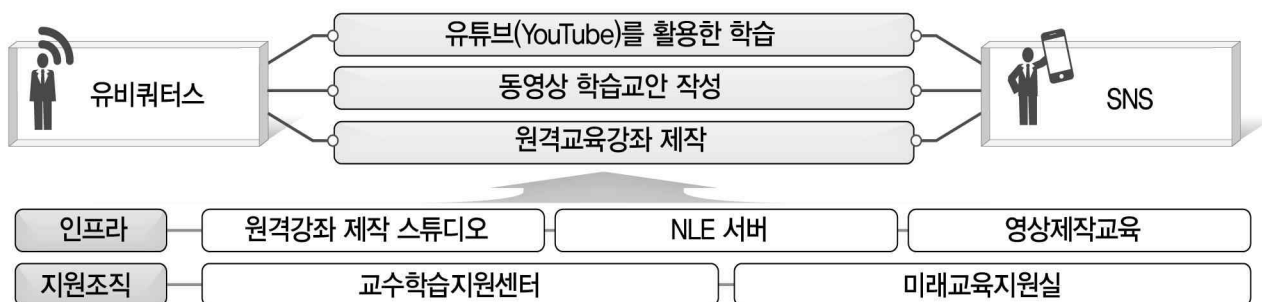 유튜브(YouTube)를 활용한 학습
유비쿼터스
동영상 학습교안 작성
SNS
원격교육강좌 제작
인프라
원격강좌 제작 스튜디오
NLE 서버
영상제작교육
지원조직
교수학습지원센터
미래교육지원실